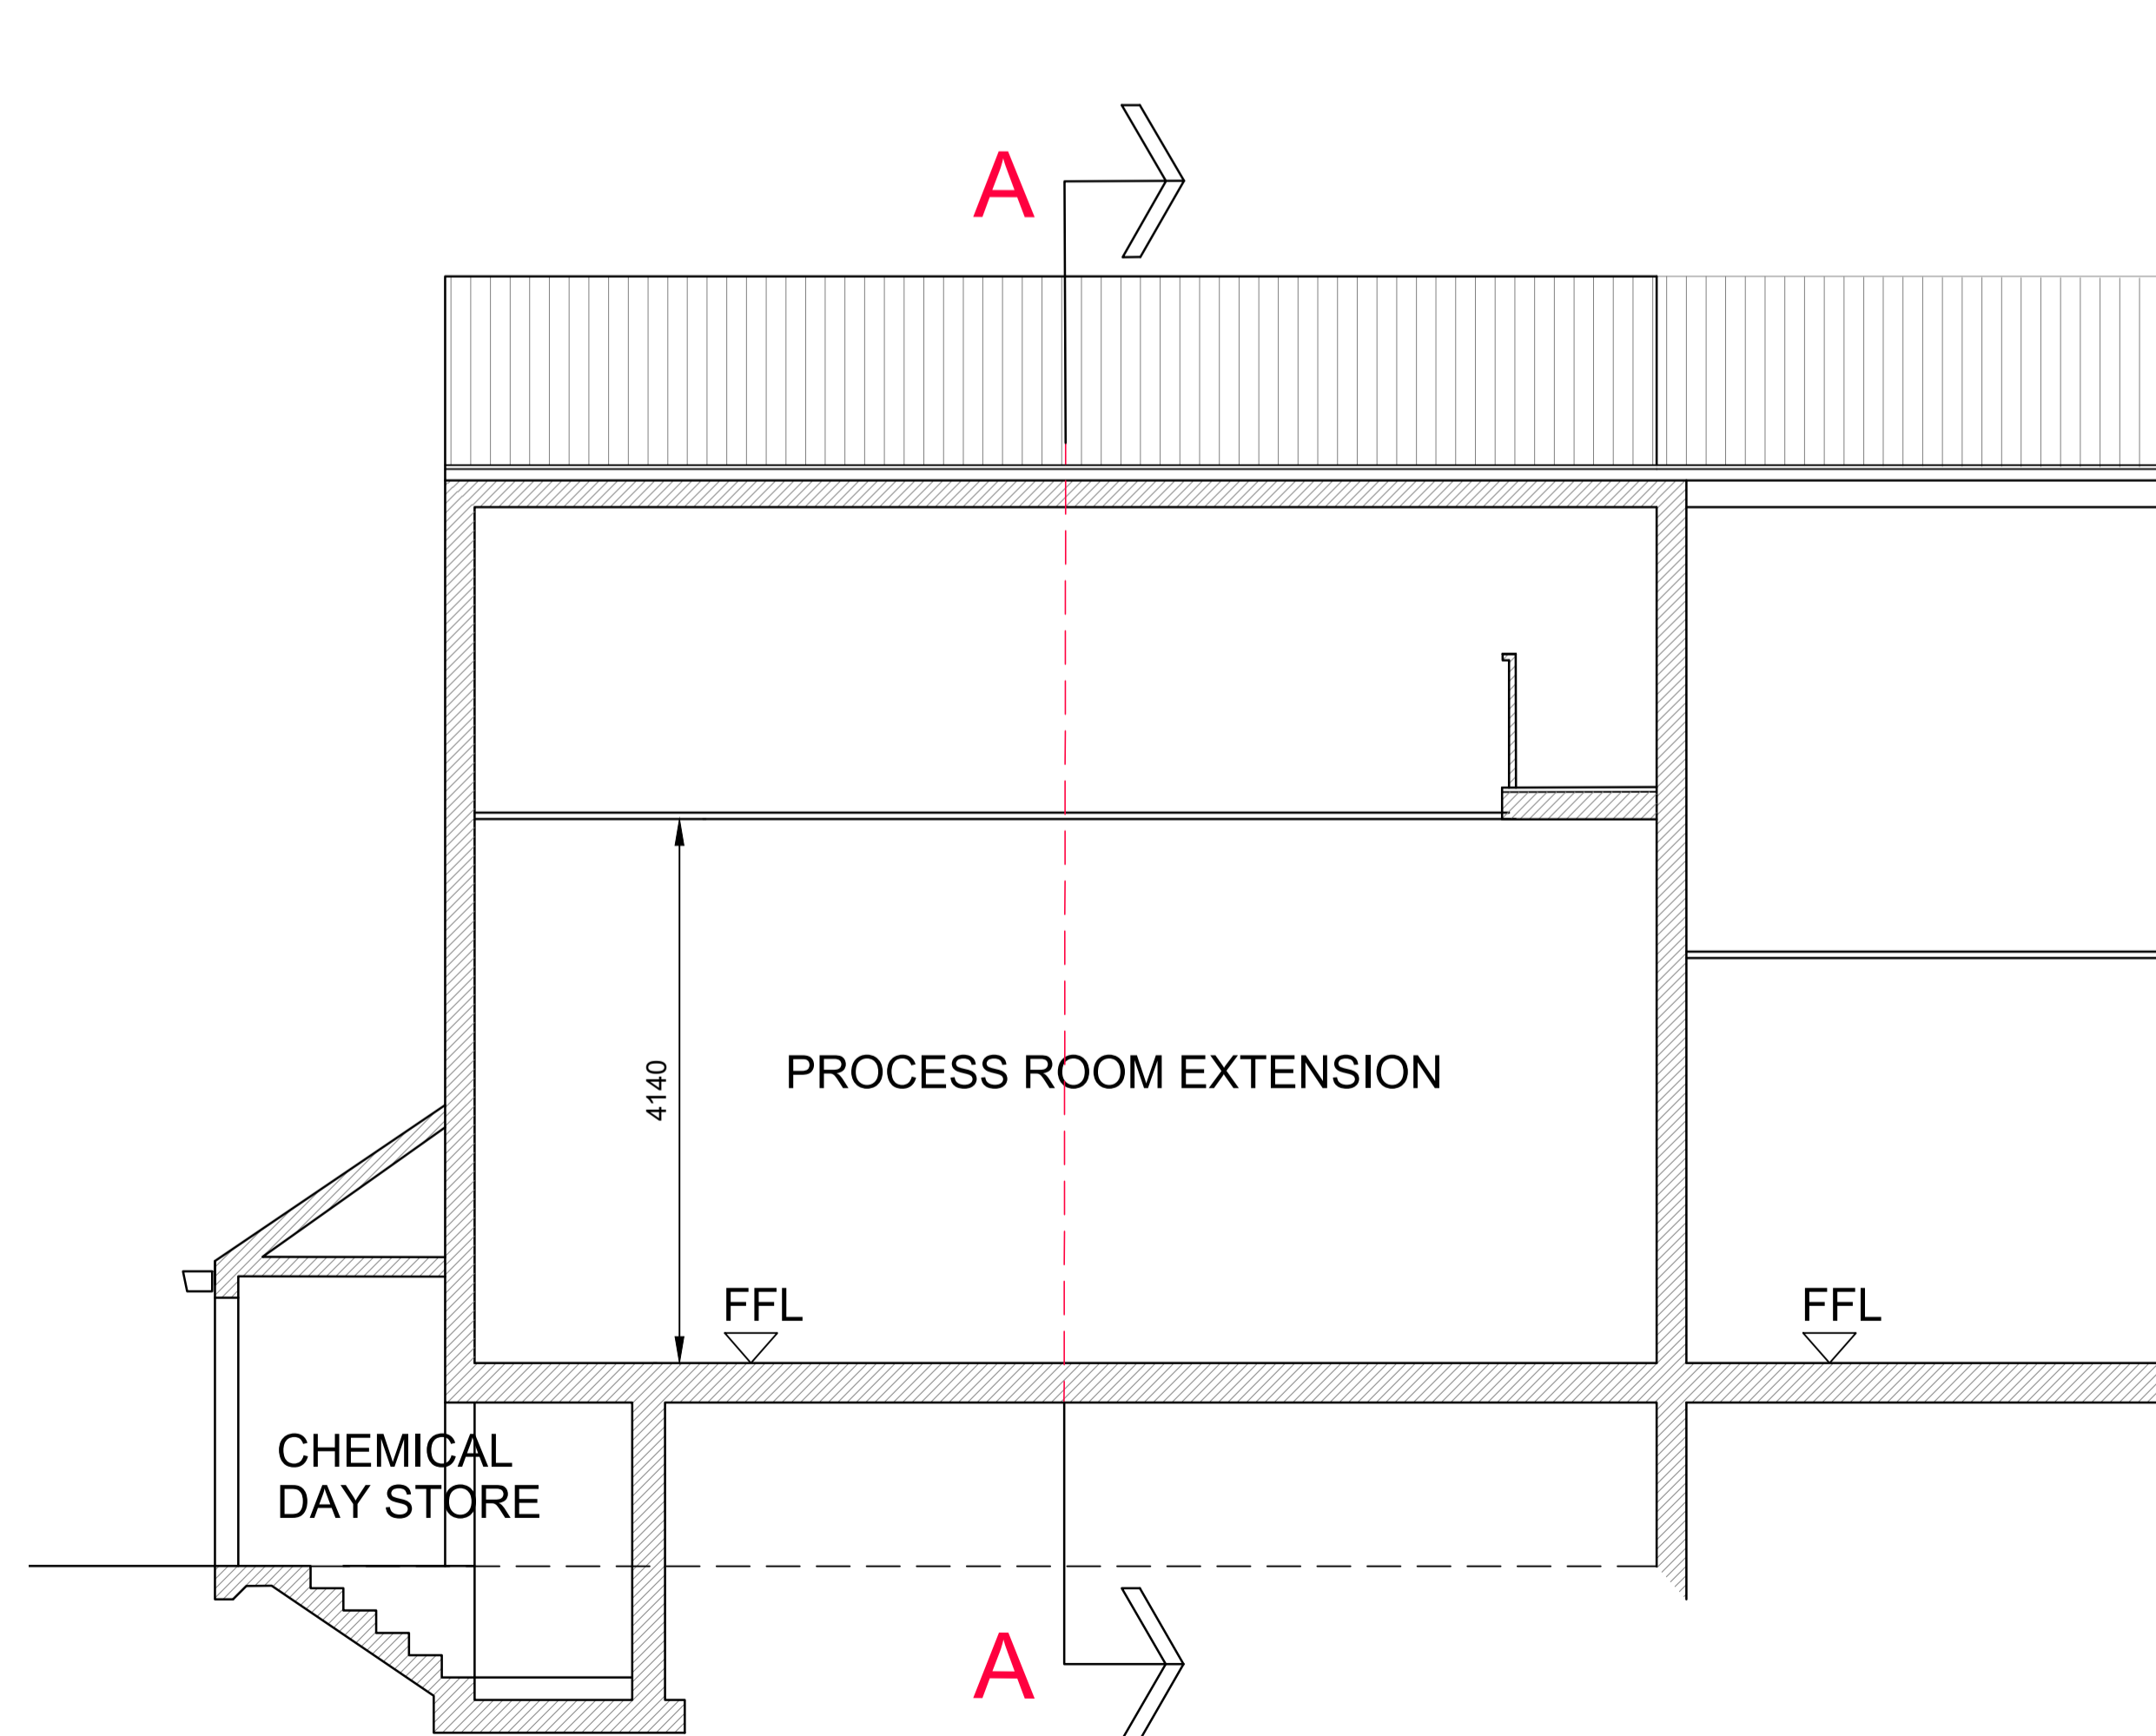 A
4140
PROCESS ROOM EXTENSION
FFL
FFL
CHEMICAL
DAY STORE
A